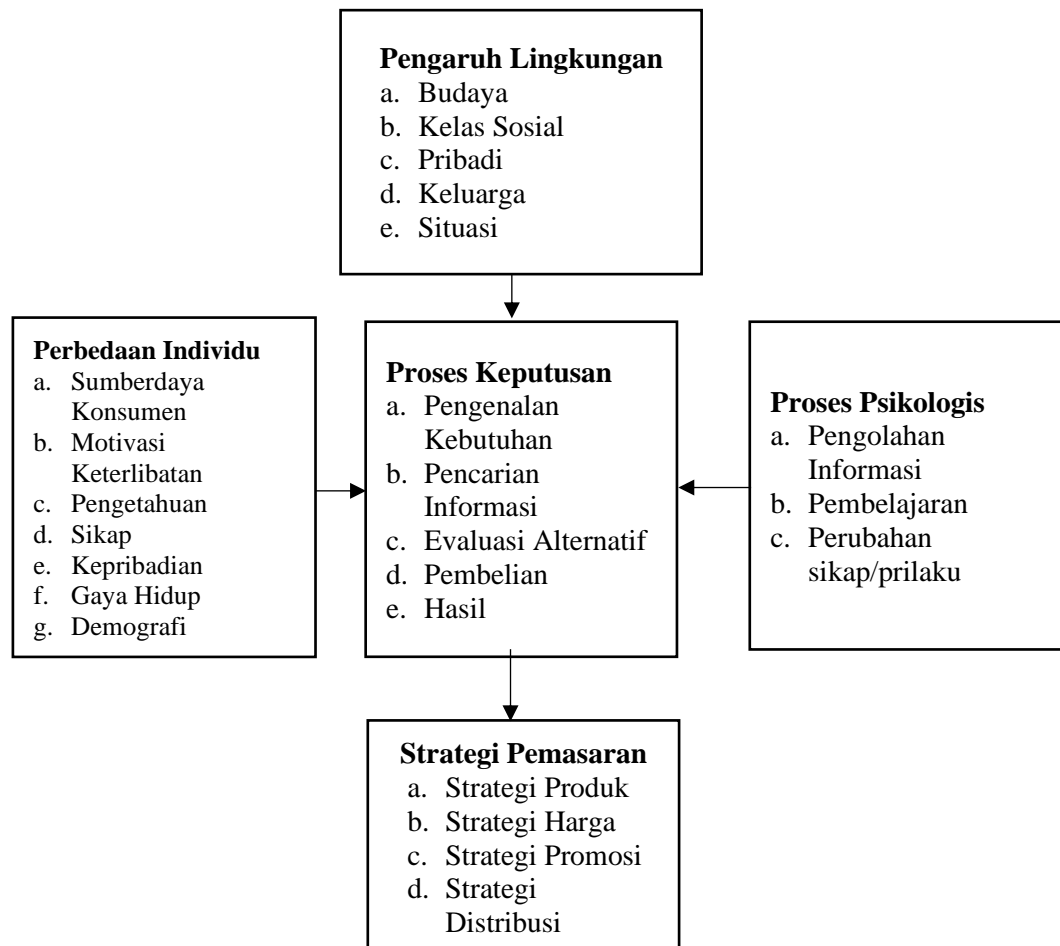 Pengaruh Lingkungan
a. Budaya
b. Kelas Sosial
c. Pribadi
d. Keluarga
e. Situasi
Perbedaan Individu
a. Sumberdaya
Konsumen
b. Motivasi
Keterlibatan
c. Pengetahuan
d. Sikap
e. Kepribadian
f. Gaya Hidup
g. Demografi
Proses Keputusan
a. Pengenalan
Kebutuhan
b. Pencarian
Informasi
c. Evaluasi Alternatif
d. Pembelian
e. Hasil
Proses Psikologis
a. Pengolahan
Informasi
b. Pembelajaran
c. Perubahan
sikap/prilaku
Strategi Pemasaran
a. Strategi Produk
b. Strategi Harga
c. Strategi Promosi
d. Strategi
Distribusi